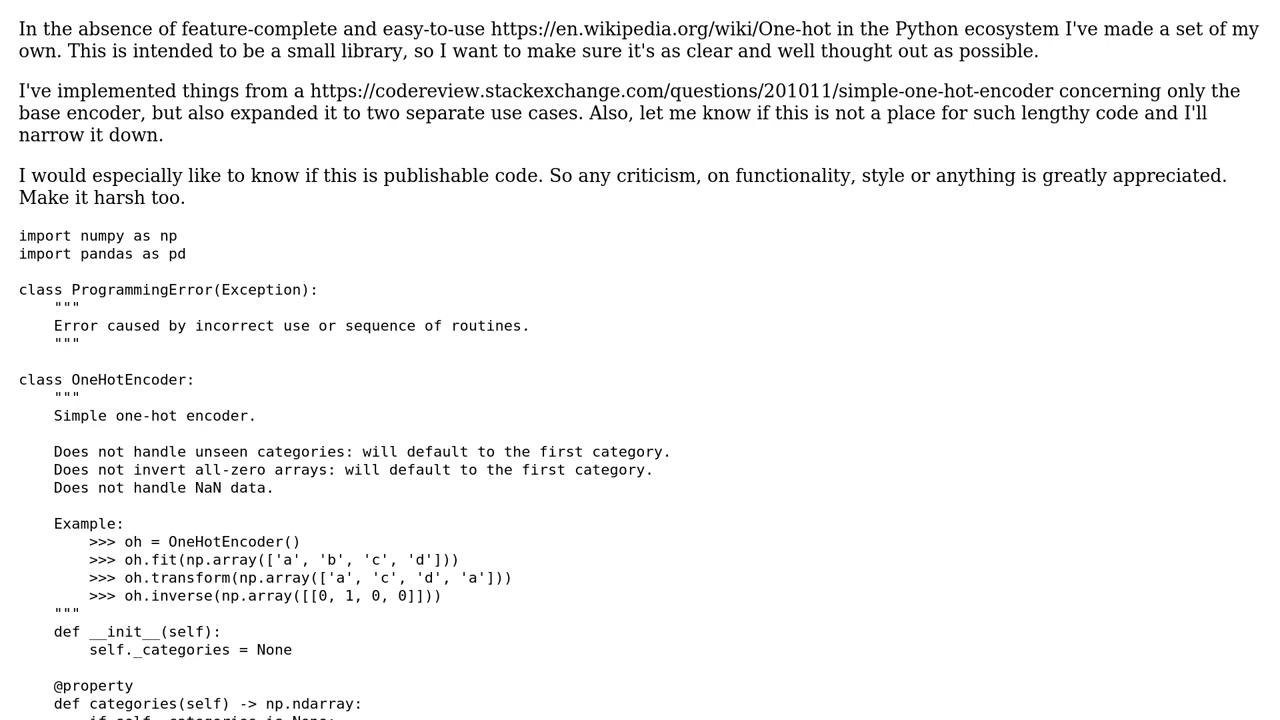 In the absence of feature-complete and easy-to-use https://en.wikipedia.org/wiki/One-hot in the Python ecosystem I've made a set of my
own. This is intended to be a small library, so I want to make sure it's as clear and well thought out as possible.
I've implemented things from a https://codereview.stackexchange.com/questions/201011/simple-one-hot-encoder concerning only the
base encoder, but also expanded it to two separate use cases. Also, let me know if this is not a place for such lengthy code and I'll
narrow it down.
I would especially like to know if this is publishable code. So any criticism, on functionality, style or anything is greatly appreciated.
Make it harsh too.
import numpy as np
import pandas as pd
class ProgrammingError(Exception):
    """
    Error caused by incorrect use or sequence of routines.
    """
class OneHotEncoder:
    """
    Simple one-hot encoder.
    Does not handle unseen categories: will default to the first category.
    Does not invert all-zero arrays: will default to the first category.
    Does not handle NaN data.
    Example:
        >>> oh = OneHotEncoder()
        >>> oh.fit(np.array(['a', 'b', 'c', 'd']))
        >>> oh.transform(np.array(['a', 'c', 'd', 'a']))
        >>> oh.inverse(np.array([[0, 1, 0, 0]]))
    """
    def __init__(self):
        self._categories = None
    @property
    def categories(self) -> np.ndarray:
        if self._categories is None: